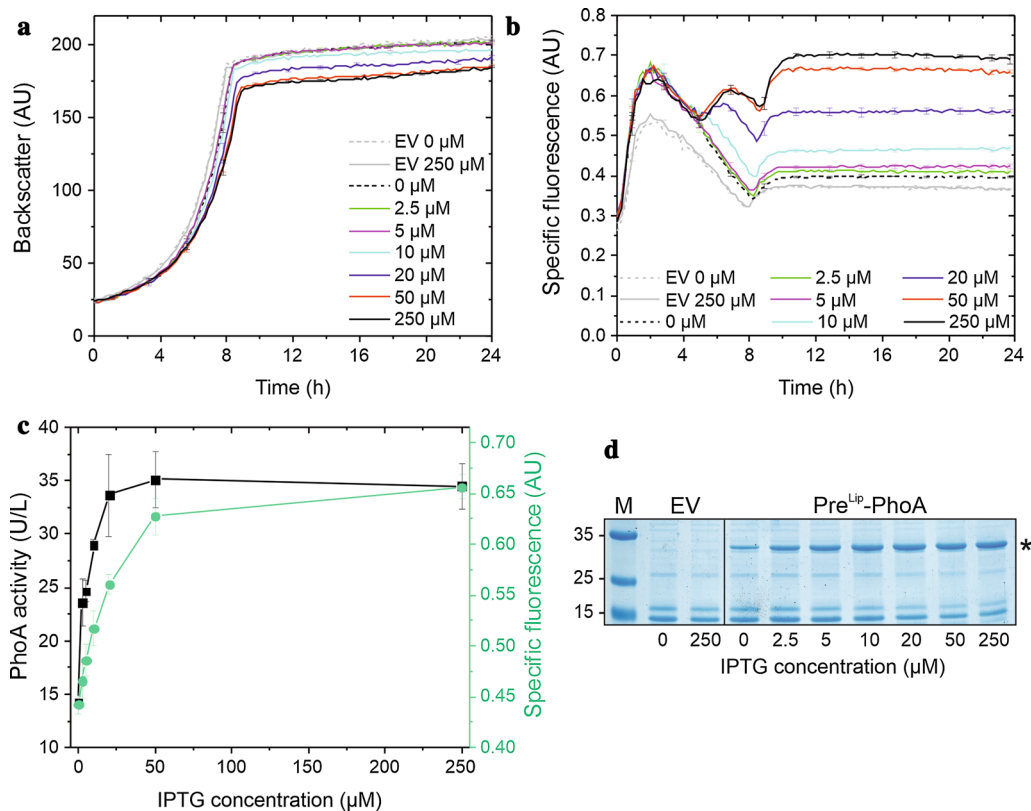 a
Backscatter (AU)
200
150
100
50
0
EV 0 µM
EV 250 µM
0 µM
2.5 µM
5 µM
10 µM
20 µM
50 µM
250 µM
0 4 8 12 16 20 24
Time (h)
b
Specific fluorescence (AU)
0.8
0.7
0.6
0.5
0.4
0.3
0.2
0.1
0.0
EV 0 µM 2.5 µM 20 µM
EV 250 µM 5 µM 50 µM
0 µM 10 µM 250 µM
0 4 8 12 16 20 24
Time (h)
c
PhoA activity (U/L)
40
35
30
25
20
15
10
0 50 100 150 200 250
IPTG concentration (µM)
0.70
0.65
0.60
0.55
0.50
0.45
0.40
Specific fluorescence (AU)
d
M EV PreLip-PhoA
35
25
15
*
0 250 0 2.5 5 10 20 50 250
IPTG concentration (µM)